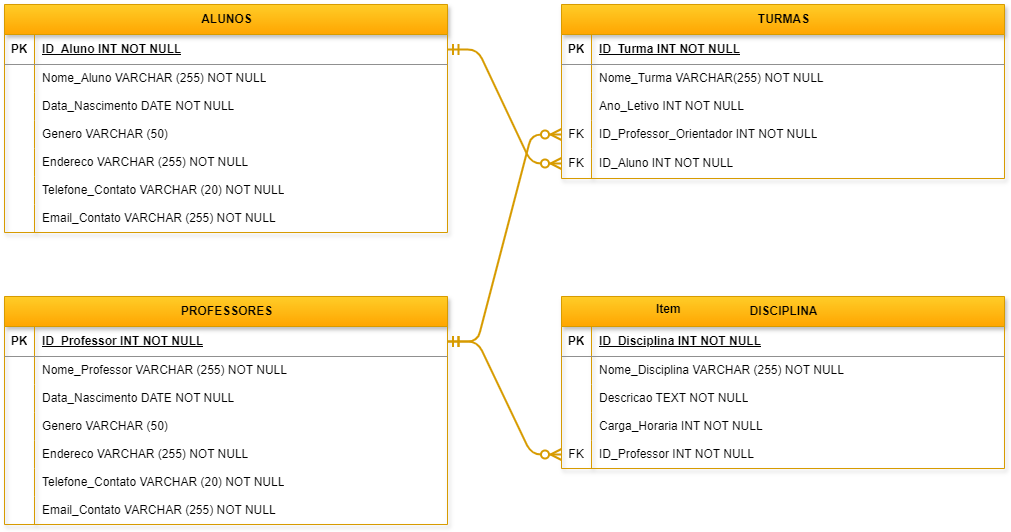 ALUNOS
PK ID_Aluno INT NOT NULL
Nome_Aluno VARCHAR (255) NOT NULL
Data_Nascimento DATE NOT NULL
Genero VARCHAR (50)
Endereco VARCHAR (255) NOT NULL
Telefone_Contato VARCHAR (20) NOT NULL
Email_Contato VARCHAR (255) NOT NULL
TURMAS
PK ID_Turma INT NOT NULL
Nome_Turma VARCHAR(255) NOT NULL
Ano_Letivo INT NOT NULL
FK ID_Professor_Orientador INT NOT NULL
FK ID_Aluno INT NOT NULL
PROFESSORES
PK ID_Professor INT NOT NULL
Nome_Professor VARCHAR (255) NOT NULL
Data_Nascimento DATE NOT NULL
Genero VARCHAR (50)
Endereco VARCHAR (255) NOT NULL
Telefone_Contato VARCHAR (20) NOT NULL
Email_Contato VARCHAR (255) NOT NULL
Item DISCIPLINA
PK ID_Disciplina INT NOT NULL
Nome_Disciplina VARCHAR (255) NOT NULL
Descricao TEXT NOT NULL
Carga_Horaria INT NOT NULL
FK ID_Professor INT NOT NULL